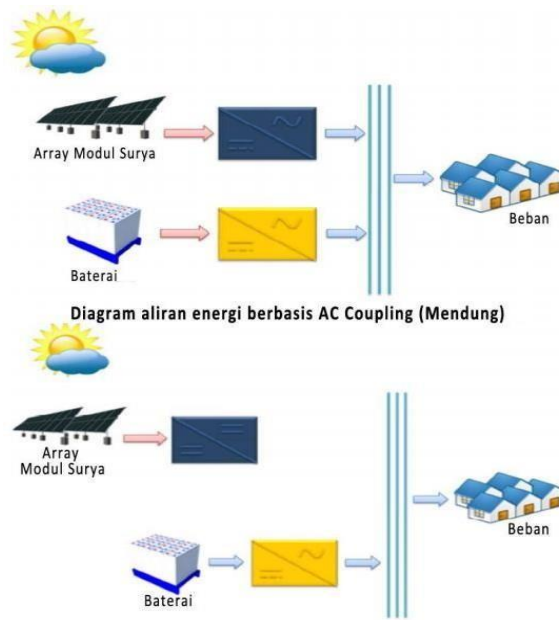 Array Modul Surya
Beban
Baterai
Diagram aliran energi berbasis AC Coupling (Mendung)
Array
Modul Surya
Beban
Baterai